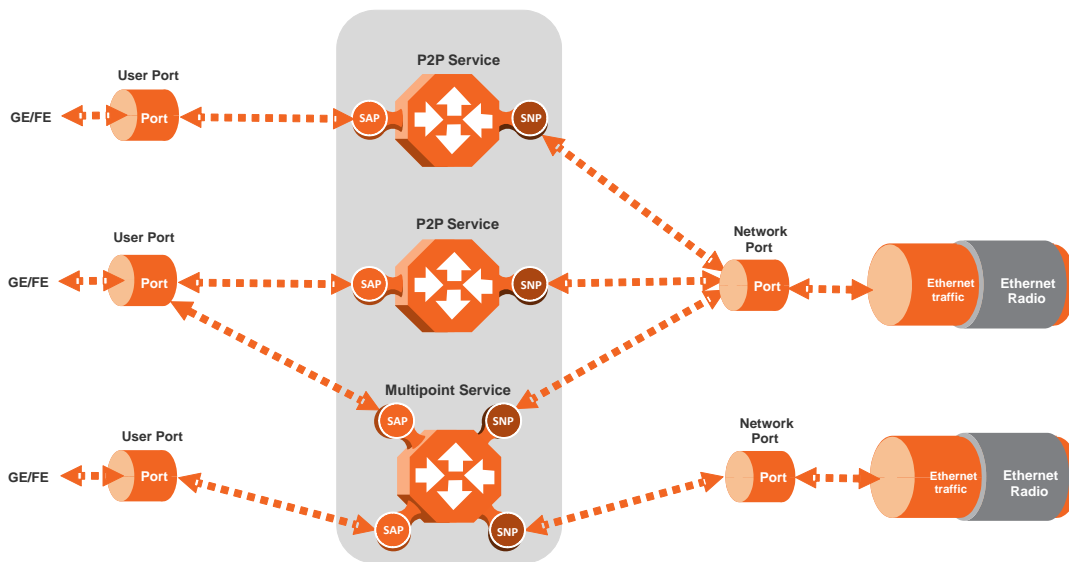 P2P Service
User Port
GE/FE
Port
SAP
SNP
P2P Service
User Port
Network
Port
GE/FE
Port
SAP
SNP
Port
Ethernet
traffic
Ethernet
Radio
Multipoint Service
SAP
SNP
User Port
Network
Port
GE/FE
Port
Port
Ethernet
traffic
Ethernet
Radio
SAP
SNP